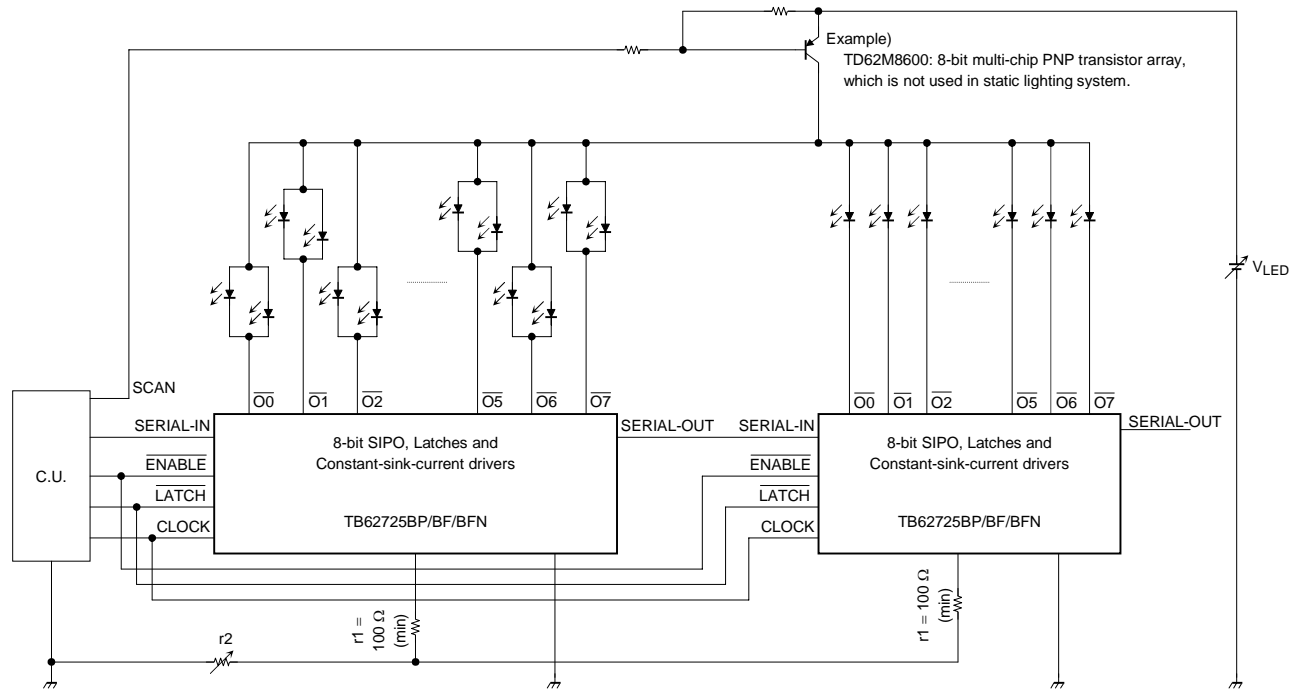 Example)
TD62M8600: 8-bit multi-chip PNP transistor array,
which is not used in static lighting system.
VLED
SCAN
O0 O1 O2 O5 O6 O7
O0 O1 O2 O5 O6 O7
C.U.
SERIAL-IN
ENABLE
LATCH
CLOCK
8-bit SIPO, Latches and
Constant-sink-current drivers
TB62725BP/BF/BFN
SERIAL-OUT
SERIAL-IN
ENABLE
LATCH
CLOCK
8-bit SIPO, Latches and
Constant-sink-current drivers
TB62725BP/BF/BFN
SERIAL-OUT
r1 =
100 Ω
(min)
r1 = 100 Ω
(min)
r2